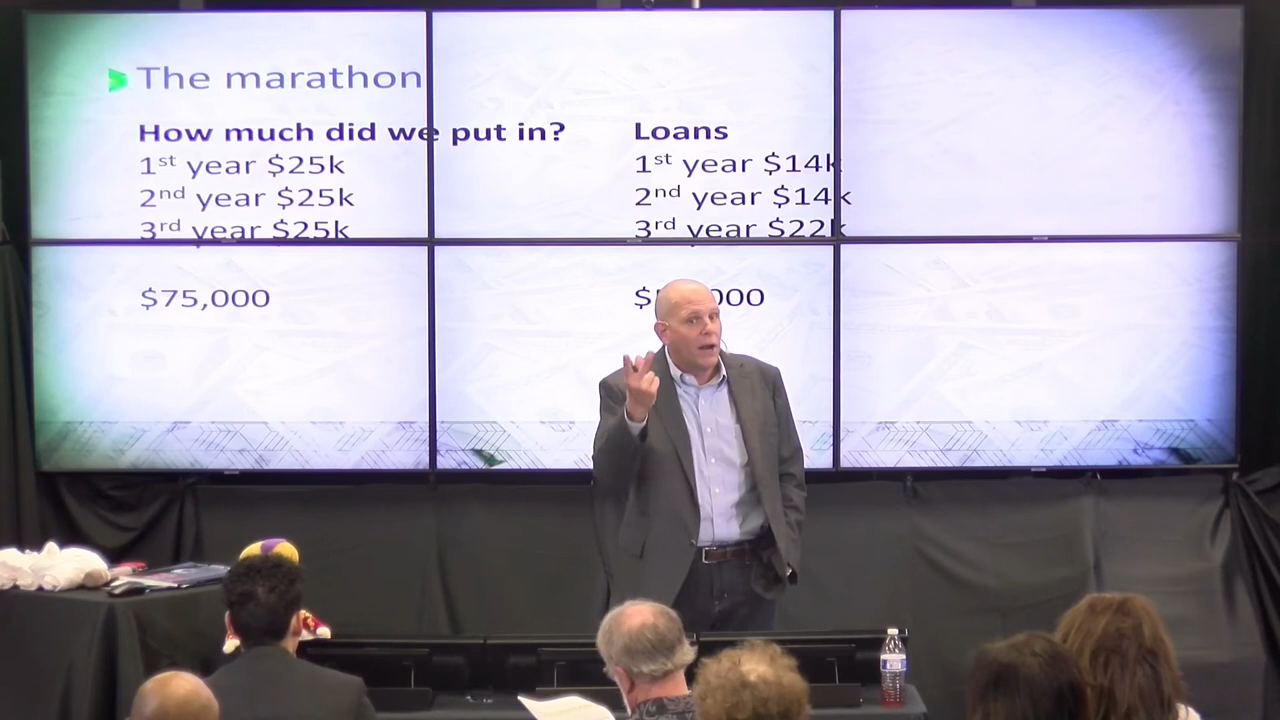 The marathon
How much did we put in?
1st year $25k
2nd year $25k
3rd year $25k
$75,000
Loans
1st year $14k
2nd year $14k
3rd year $22k